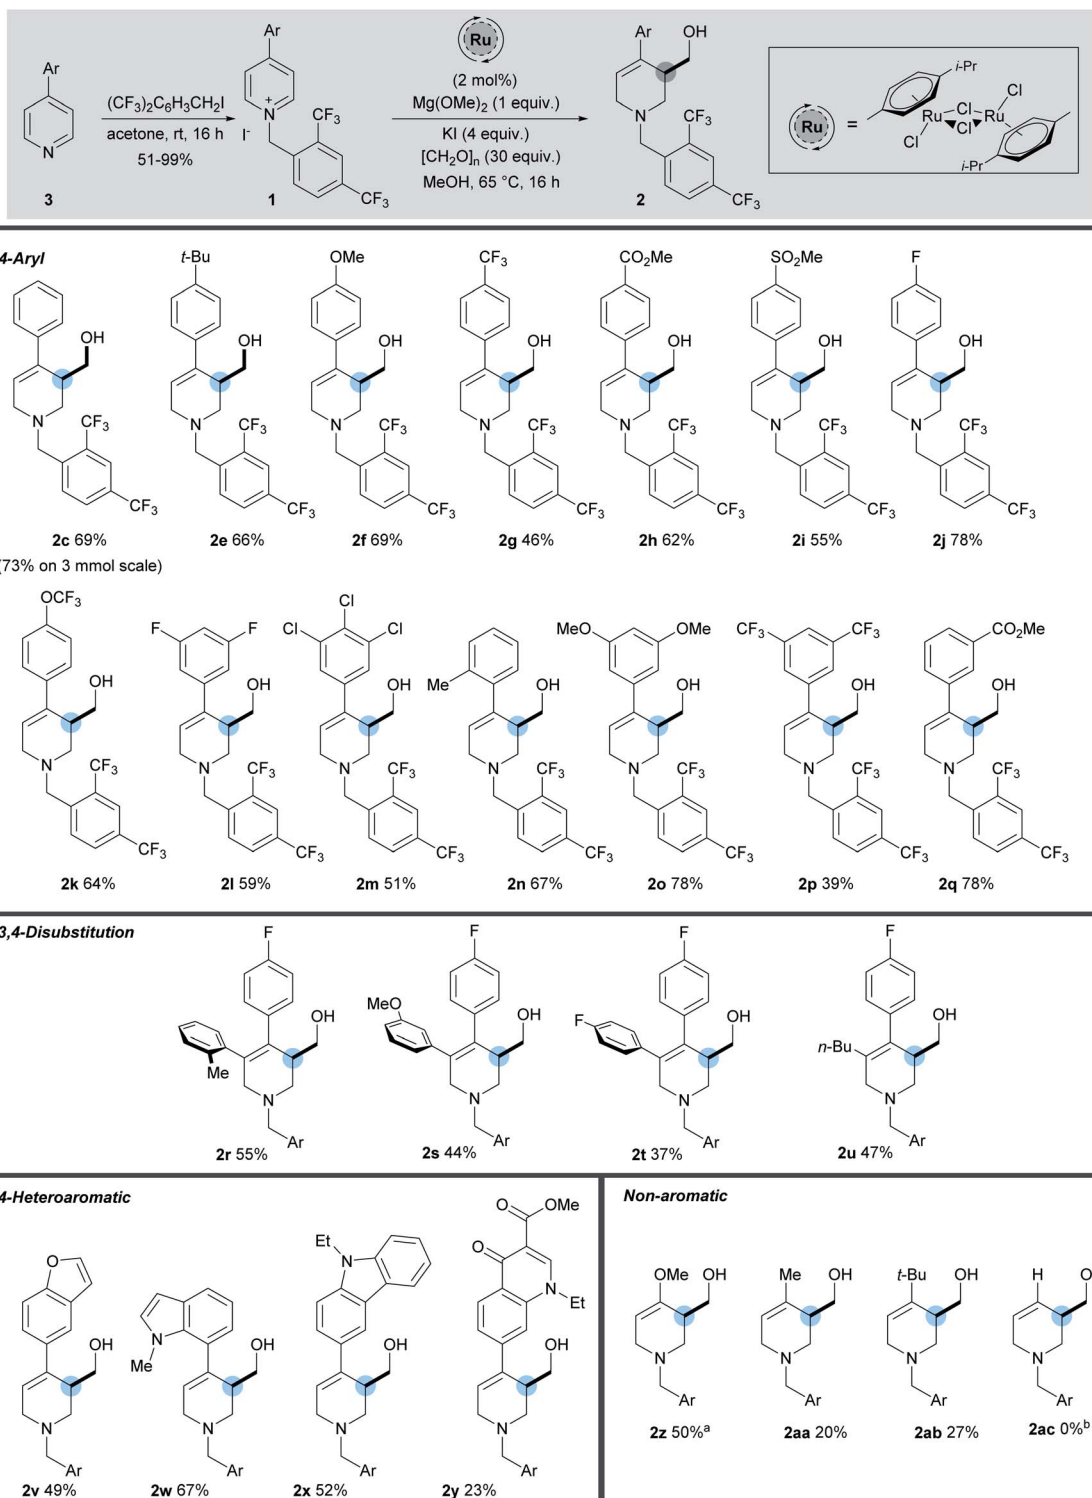 Ar
N
3
(CF3)2C6H3CH2I
acetone, rt, 16 h
51-99%
Ar
N+
I-
CF3
CF3
1
Ru
(2 mol%)
Mg(OMe)2 (1 equiv.)
KI (4 equiv.)
[CH2O]n (30 equiv.)
MeOH, 65 °C, 16 h
Ar
OH
N
CF3
CF3
2
Ru
=
i-Pr
Cl
Ru
Cl
Ru
Cl
Cl
i-Pr
4-Aryl
t-Bu OMe CF3 CO2Me SO2Me F
OH OH OH OH OH OH OH
N N N N N N N
CF3 CF3 CF3 CF3 CF3 CF3 CF3
CF3 CF3 CF3 CF3 CF3 CF3 CF3
2c 69% 2e 66% 2f 69% 2g 46% 2h 62% 2i 55% 2j 78%
(73% on 3 mmol scale)
OCF3 F F Cl Cl Cl Me MeO OMe CF3 CF3 CO2Me
OH OH OH OH OH OH OH
N N N N N N N
CF3 CF3 CF3 CF3 CF3 CF3 CF3
CF3 CF3 CF3 CF3 CF3 CF3 CF3
2k 64% 2l 59% 2m 51% 2n 67% 2o 78% 2p 39% 2q 78%
3,4-Disubstitution
F F F F
Me MeO F n-Bu
OH OH OH OH
N N N N
Ar Ar Ar Ar
2r 55% 2s 44% 2t 37% 2u 47%
4-Heteroaromatic
O N Me Et N O O OMe N Et
OH OH OH OH
N N N N
Ar Ar Ar Ar
2v 49% 2w 67% 2x 52% 2y 23%
Non-aromatic
OMe OH Me OH t-Bu OH H O
N N N N
Ar Ar Ar Ar
2z 50%a 2aa 20% 2ab 27% 2ac 0%b